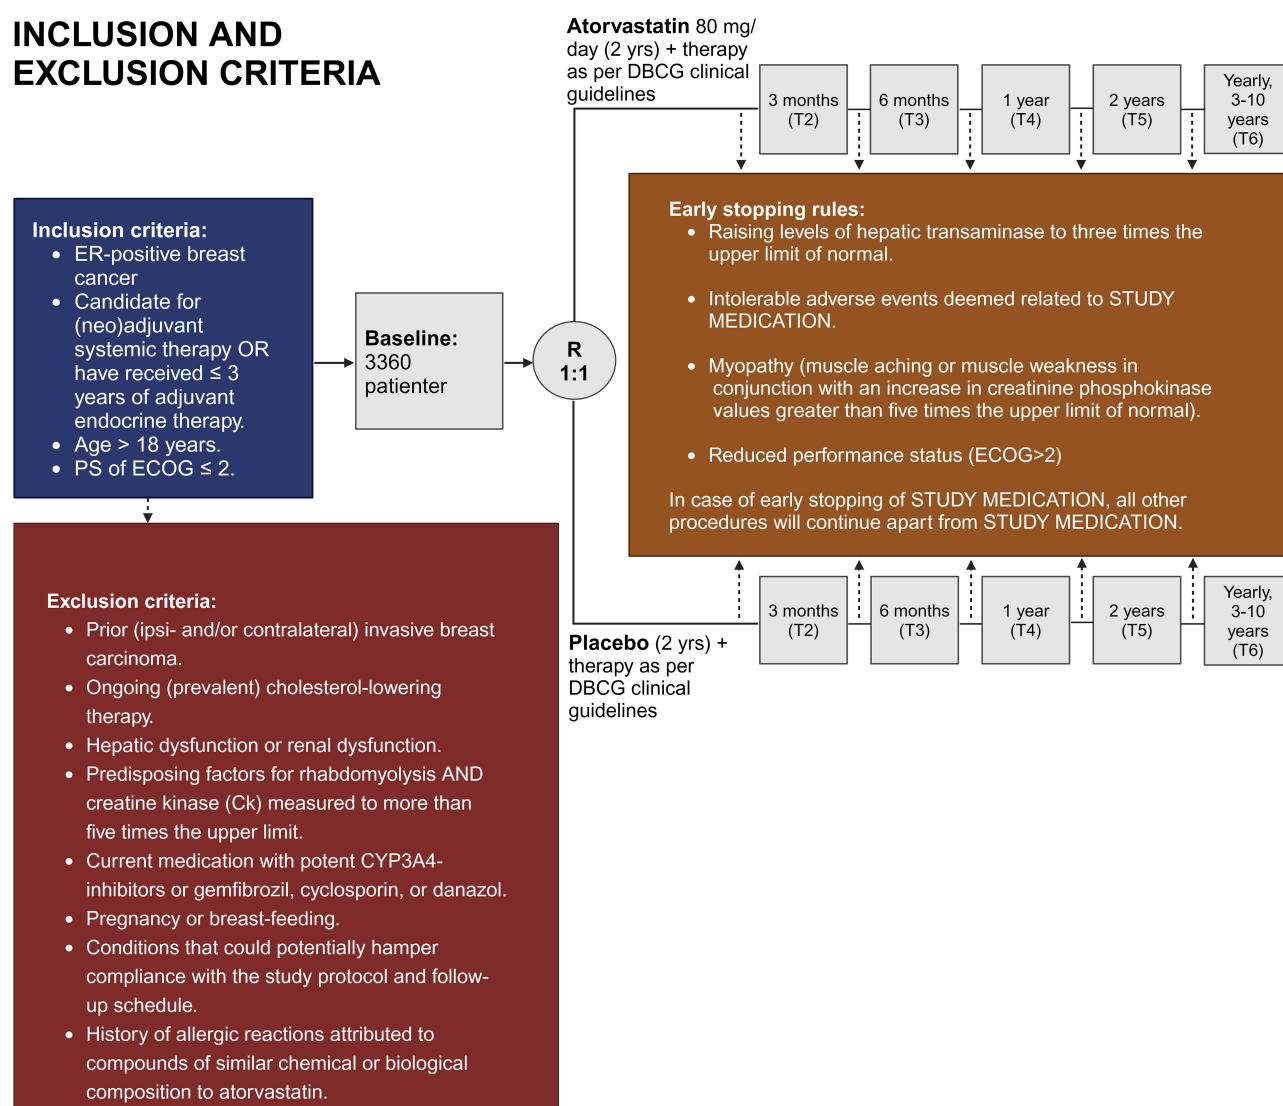 INCLUSION AND
EXCLUSION CRITERIA
Inclusion criteria:
• ER-positive breast
cancer
• Candidate for
(neo)adjuvant
systemic therapy OR
have received ≤ 3
years of adjuvant
endocrine therapy.
• Age > 18 years.
• PS of ECOG ≤ 2.
Exclusion criteria:
• Prior (ipsi- and/or contralateral) invasive breast
carcinoma.
• Ongoing (prevalent) cholesterol-lowering
therapy.
• Hepatic dysfunction or renal dysfunction.
• Predisposing factors for rhabdomyolysis AND
creatine kinase (Ck) measured to more than
five times the upper limit.
• Current medication with potent CYP3A4-
inhibitors or gemfibrozil, cyclosporin, or danazol.
• Pregnancy or breast-feeding.
• Conditions that could potentially hamper
compliance with the study protocol and follow-
up schedule.
• History of allergic reactions attributed to
compounds of similar chemical or biological
composition to atorvastatin.
Baseline:
3360
patienter
R
1:1
Atorvastatin 80 mg/
day (2 yrs) + therapy
as per DBCG clinical
guidelines
3 months
(T2)
6 months
(T3)
1 year
(T4)
2 years
(T5)
Yearly,
3-10
years
(T6)
Early stopping rules:
• Raising levels of hepatic transaminase to three times the
upper limit of normal.
• Intolerable adverse events deemed related to STUDY
MEDICATION.
• Myopathy (muscle aching or muscle weakness in
conjunction with an increase in creatinine phosphokinase
values greater than five times the upper limit of normal).
• Reduced performance status (ECOG>2)
In case of early stopping of STUDY MEDICATION, all other
procedures will continue apart from STUDY MEDICATION.
Placebo (2 yrs) +
therapy as per
DBCG clinical
guidelines
3 months
(T2)
6 months
(T3)
1 year
(T4)
2 years
(T5)
Yearly,
3-10
years
(T6)